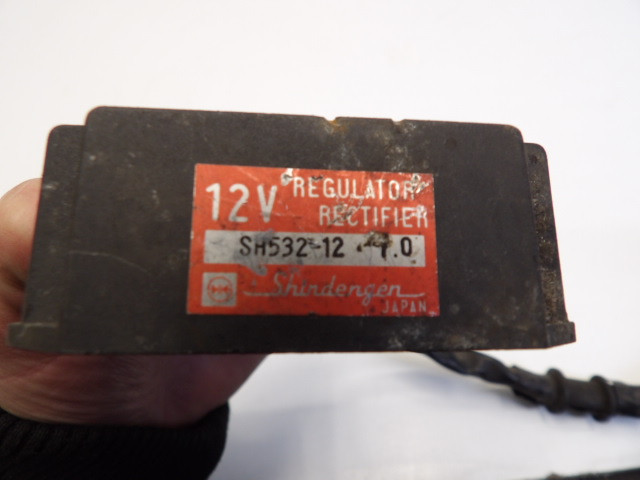 12V REGULATOR
RECTIFIER
SH532-12
Shindengen
JAPAN